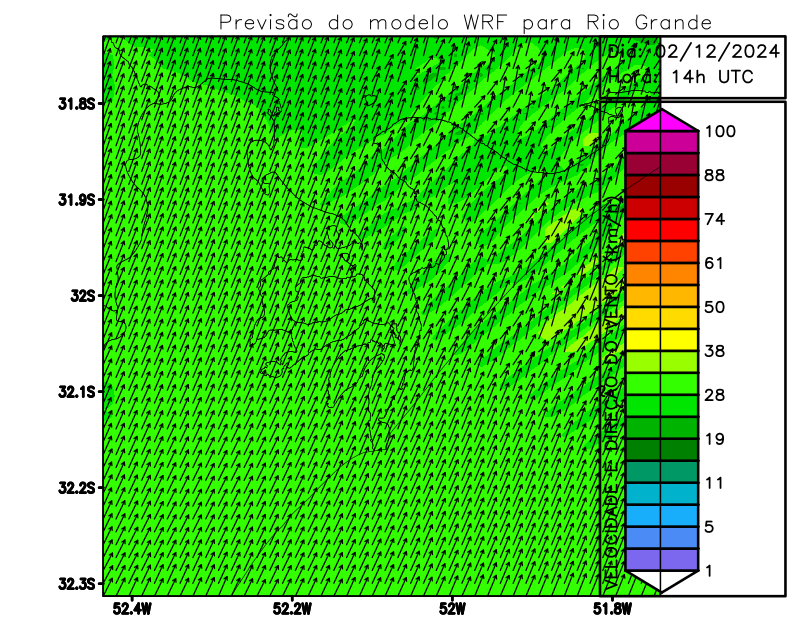 Previsão do modelo WRF para Rio Grande
Dia: 02/12/2024
Hora: 14h UTC
31.8S
31.9S
32S
32.1S
32.2S
32.3S
52.4W
52.2W
52W
51.8W
VELOCIDADE E DIREÇÃO DO VENTO (km/h)
100
88
74
61
50
38
28
19
11
5
1